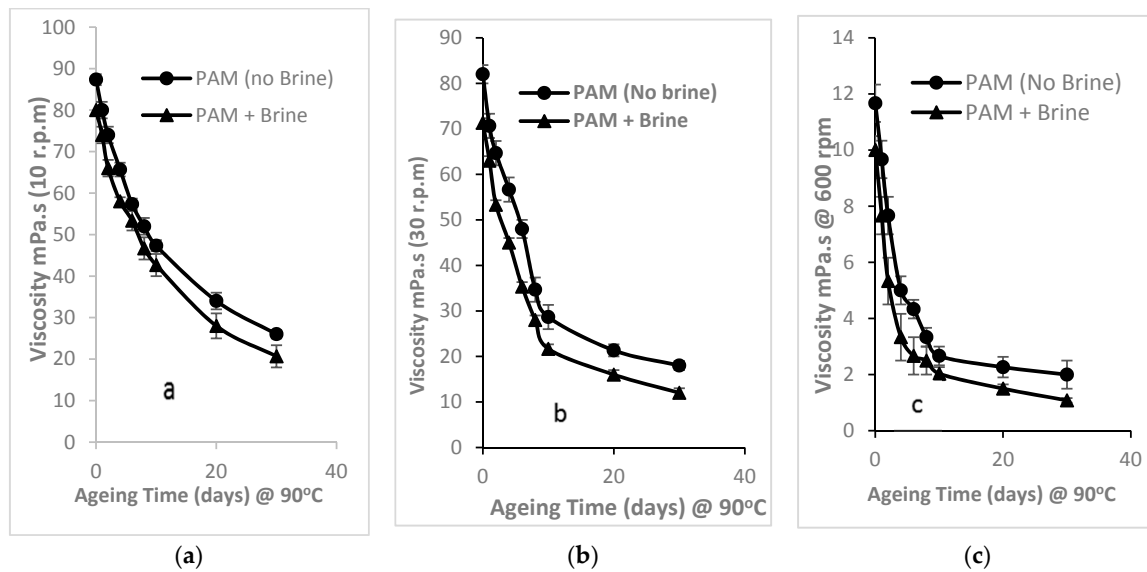 100
90
80
70
60
50
40
30
20
10
0
Viscosity mPa.s (10 r.p.m)
PAM (no Brine)
PAM + Brine
a
0 20 40
Ageing Time (days) @ 90°C
(a)
90
80
70
60
50
40
30
20
10
0
Viscosity mPa.s (30 r.p.m)
PAM (No brine)
PAM + Brine
b
0 20 40
Ageing Time (days) @ 90°C
(b)
14
12
10
8
6
4
2
0
Viscosity mPa.s @ 600 rpm
PAM (No Brine)
PAM + Brine
c
0 20 40
Ageing Time (days) @ 90°C
(c)